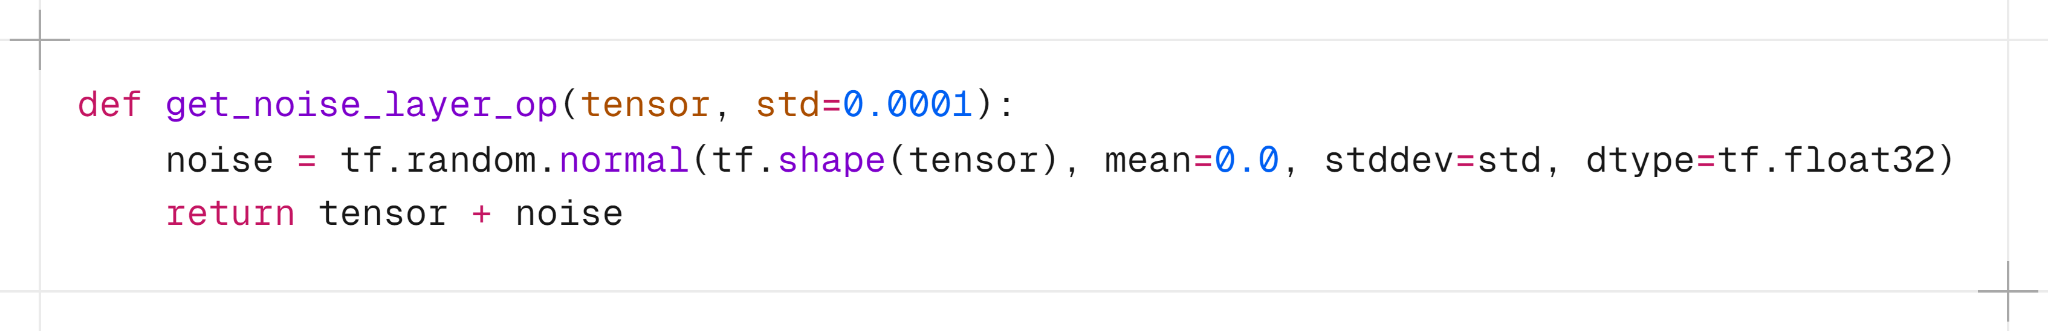 def get_noise_layer_op(tensor, std=0.0001):
    noise = tf.random.normal(tf.shape(tensor), mean=0.0, stddev=std, dtype=tf.float32)
    return tensor + noise